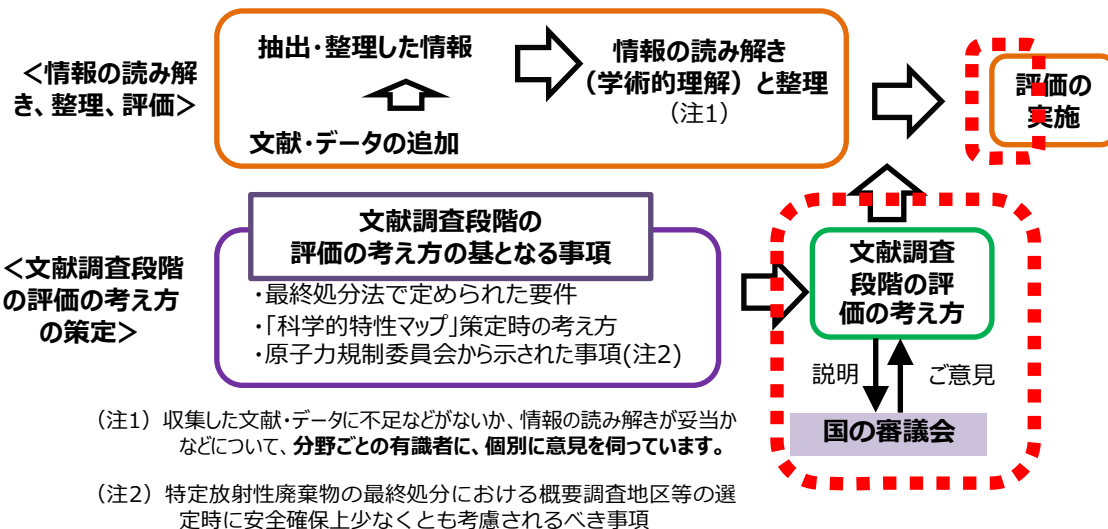 抽出・整理した情報
情報の読み解き
（学術的理解）と整理
（注1）
文献・データの追加
＜情報の読み解
き、整理、評価＞
評価の
実施
文献調査段階の
評価の考え方の基となる事項
・最終処分法で定められた要件
・「科学的特性マップ」策定時の考え方
・原子力規制委員会から示された事項(注2)
＜文献調査段階
の評価の考え方
の策定＞
文献調査
段階の評
価の考え方
説明
ご意見
国の審議会
（注1）収集した文献・データに不足などがないか、情報の読み解きが妥当か
などについて、分野ごとの有識者に、個別に意見を伺っています。
（注2）特定放射性廃棄物の最終処分における概要調査地区等の選
定時に安全確保上少なくとも考慮されるべき事項